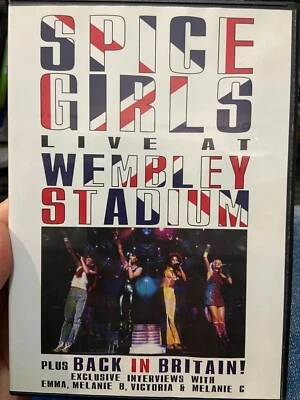 SPICE
GIRLS
LIVE AT
WEMBLEY
STADIUM
PLUS BACK IN BRITAIN!
EXCLUSIVE INTERVIEWS WITH
EMMA, MELANIE B, VICTORIA & MELANIE C